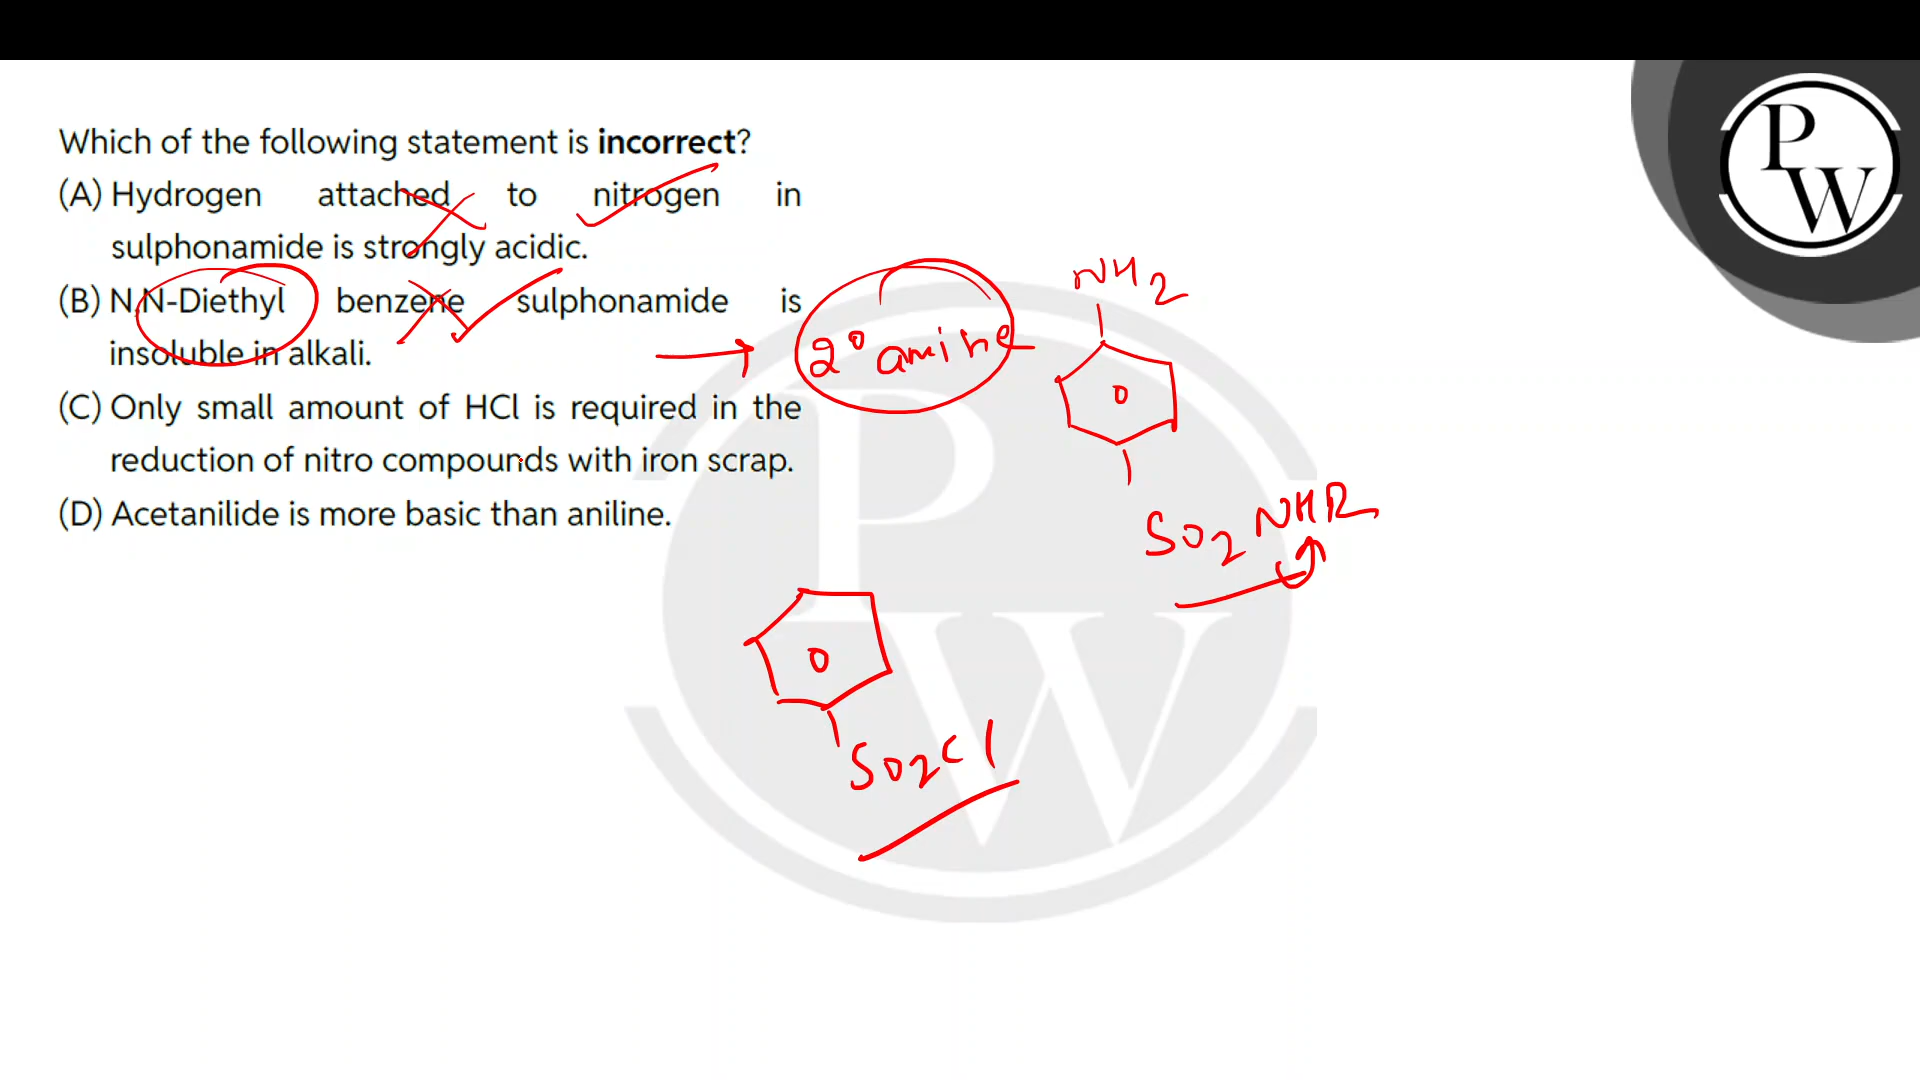 Which of the following statement is incorrect?
(A) Hydrogen attached to nitrogen in
sulphonamide is strongly acidic.
(B) N,N-Diethyl benzene sulphonamide is
insoluble in alkali.
(C) Only small amount of HCl is required in the
reduction of nitro compounds with iron scrap.
(D) Acetanilide is more basic than aniline.
2° amine
NH2
SO2NHR
SO2Cl
PW
PW